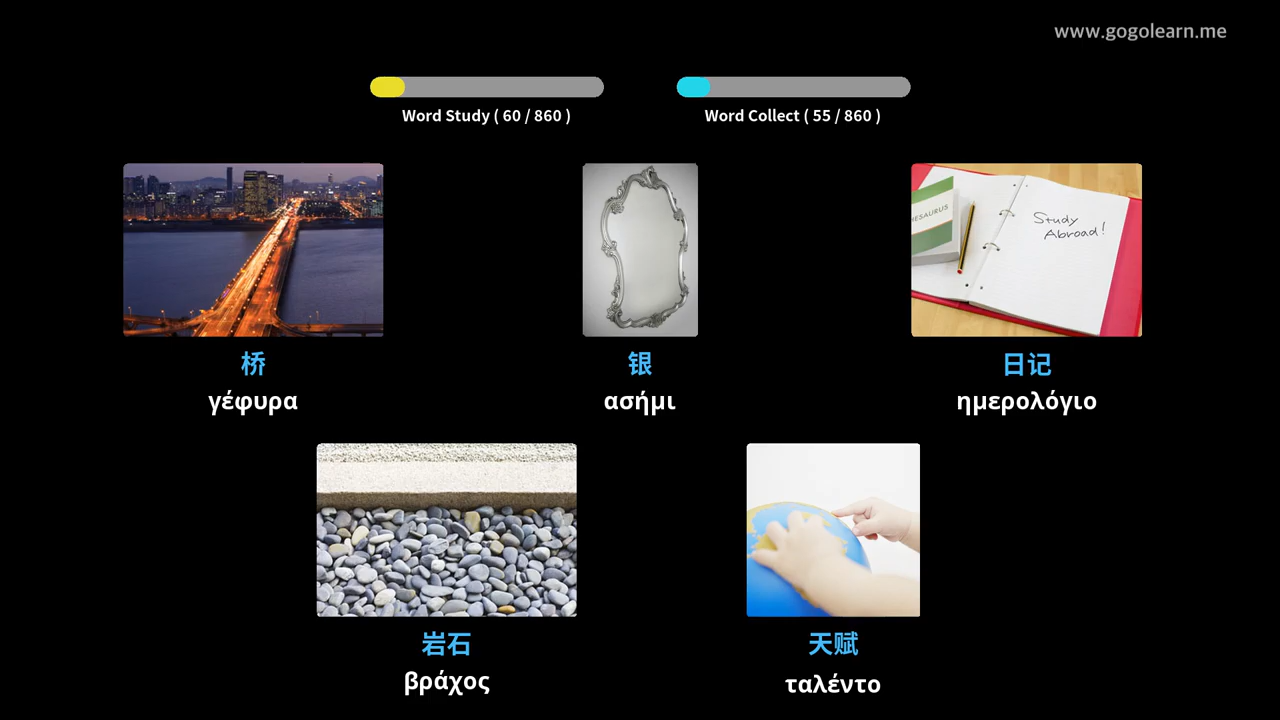 www.gogolearn.me
Word Study ( 60 / 860 )
Word Collect ( 55 / 860 )
ESAURUS
Study
Abroad!
桥
γέφυρα
银
ασήμι
日记
ημερολόγιο
岩石
βράχος
天赋
ταλέντο